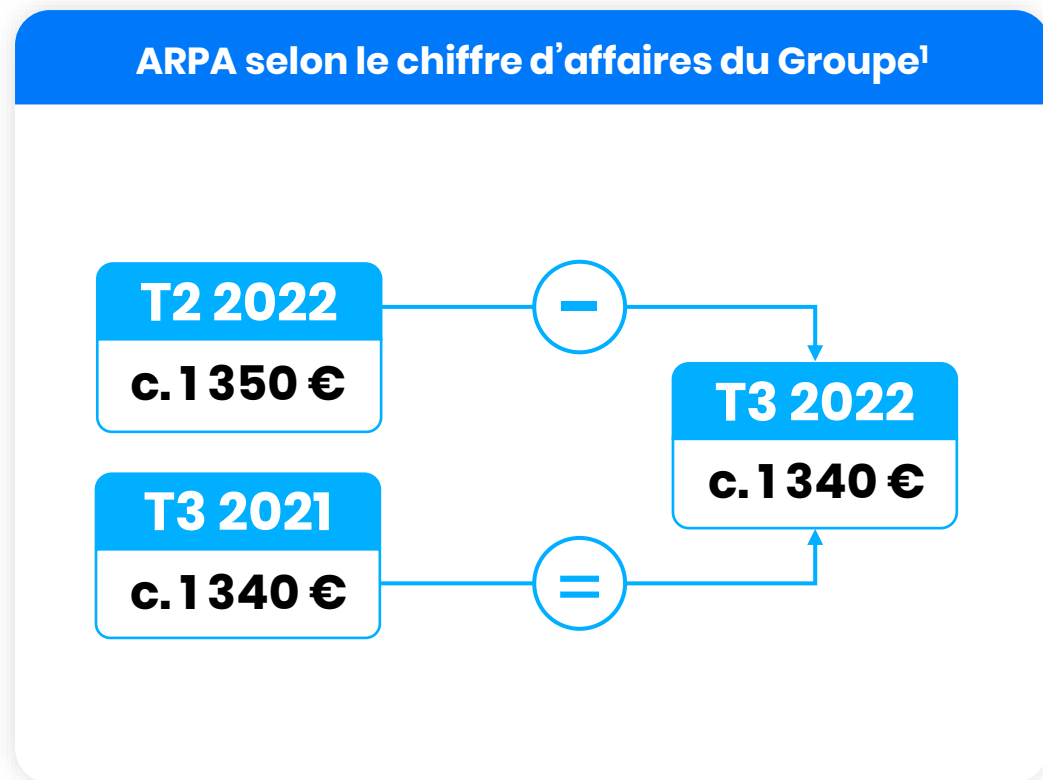 ARPA selon le chiffre d’affaires du Groupe¹
T2 2022
c. 1 350 €
T3 2022
c. 1 340 €
T3 2021
c. 1 340 €